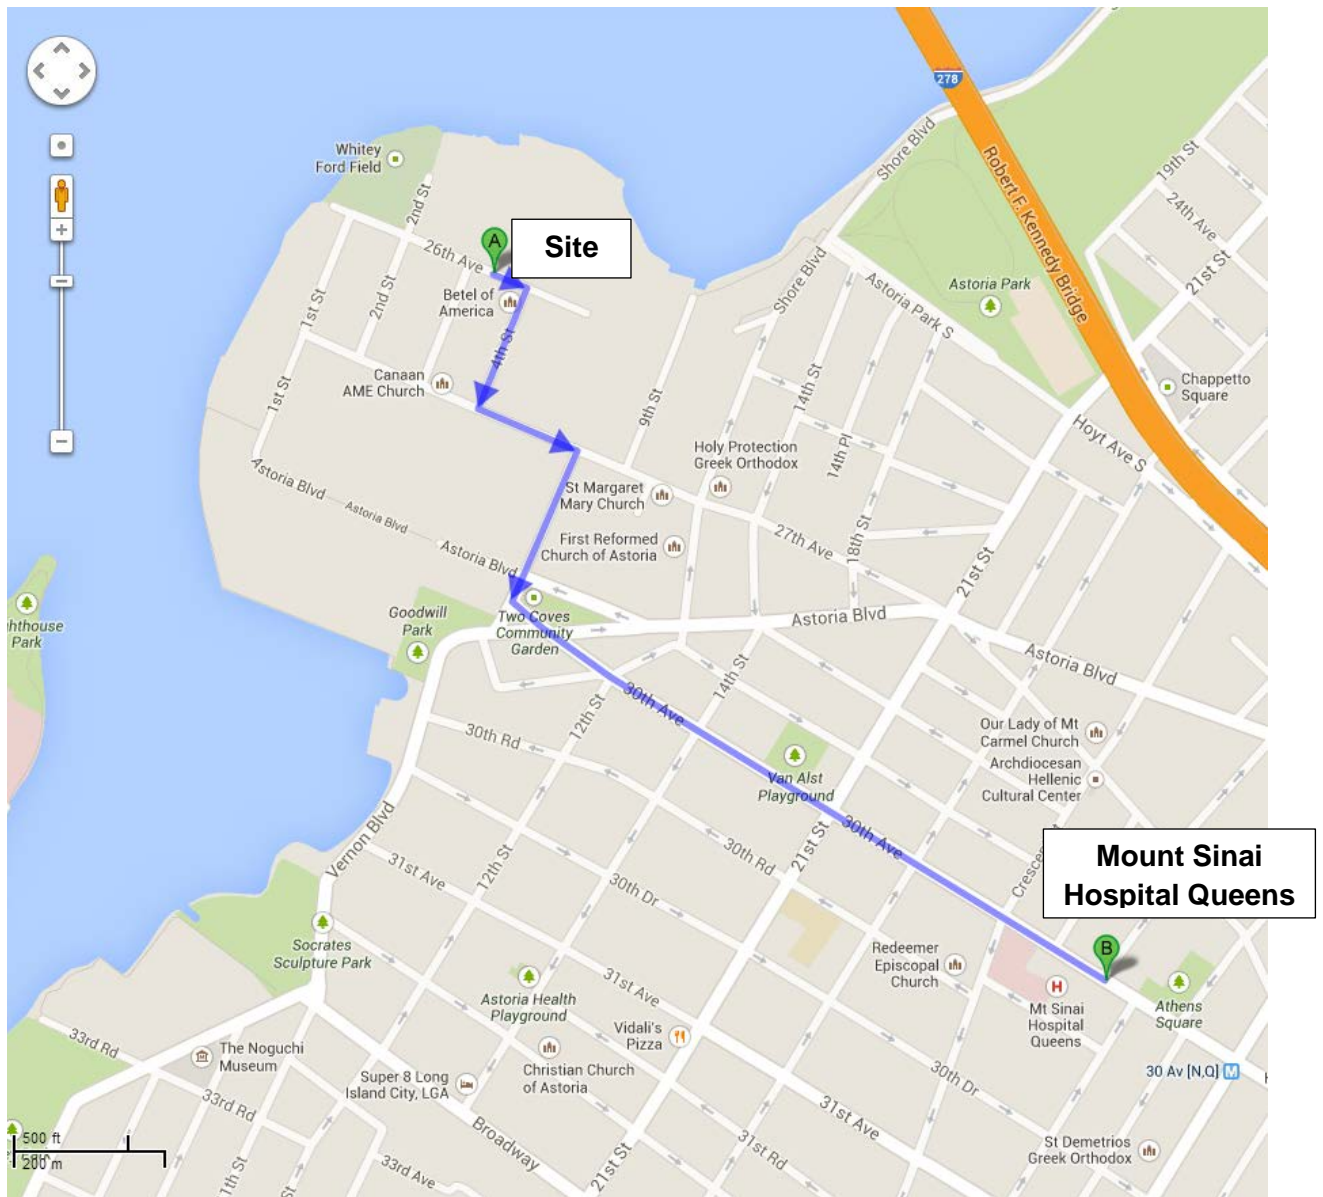 278
Shore Blvd
19th St
Robert F. Kennedy Bridge
Whitey
Ford Field
2nd St
24th Ave
21st St
A
Site
26th Ave
Shore Blvd
Astoria Park
Astoria Park S
Betel of
America
1st St
2nd St
4th St
Canaan
AME Church
1st St
9th St
14th St
14th Pl
Chappetto
Square
Hoyt Ave S
Holy Protection
Greek Orthodox
Astoria Blvd
Astoria Blvd
Astoria Blvd
St Margaret
Mary Church
First Reformed
Church of Astoria
27th Ave
18th St
21st St
hthouse
Park
Goodwill
Park
Two Coves
Community
Garden
Astoria Blvd
Astoria Blvd
30th Ave
14th St
12th St
30th Rd
Our Lady of Mt
Carmel Church
Archdiocesan
Hellenic
Cultural Center
Van Alst
Playground
30th Ave
21st St
Vernon Blvd
31st Ave
12th St
30th Rd
30th Dr
Crescen
Mount Sinai
Hospital Queens
B
Socrates
Sculpture Park
Redeemer
Episcopal
Church
H
Mt Sinai
Hospital
Queens
Athens
Square
Astoria Health
Playground
31st Ave
Vidali's
Pizza
33rd Rd
The Noguchi
Museum
Christian Church
of Astoria
Super 8 Long
Island City, LGA
30 Av [N,Q] M
30th Dr
33rd Rd
Broadway
31st Ave
500 ft
200 m
11th St
33rd Ave
21st St
31st Rd
St Demetrios
Greek Orthodox